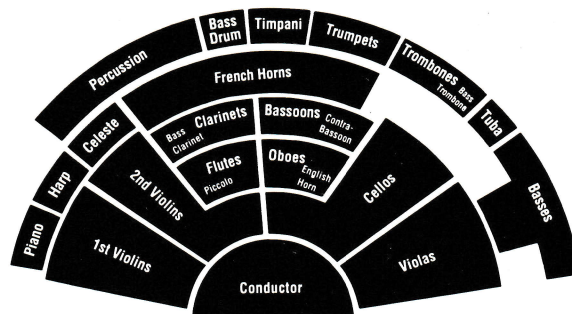 Bass
Drum
Timpani
Trumpets
Percussion
French Horns
Trombones
Bass
Trombone
Tuba
Celeste
Clarinets
Bass
Clarinet
Bassoons
Contra-
Bassoon
Flutes
Piccolo
Oboes
English
Horn
Harp
2nd Violins
Cellos
Basses
Piano
1st Violins
Violas
Conductor